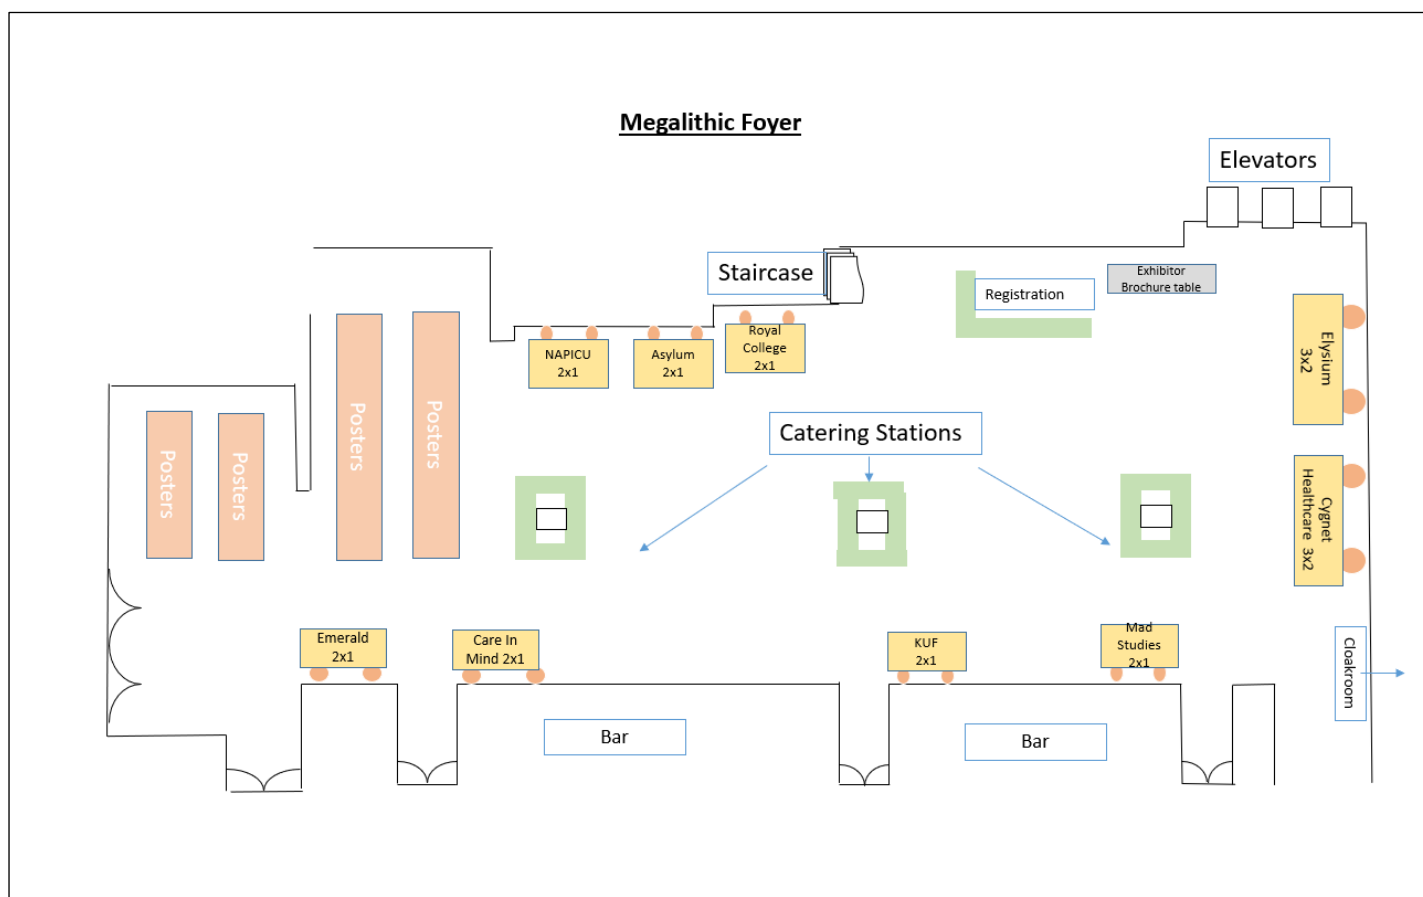 Megalithic Foyer
Elevators
Staircase
Exhibitor
Brochure table
Registration
Royal
College
2x1
NAPICU
2x1
Asylum
2x1
Elysium
3x2
Posters
Posters
Posters
Posters
Catering Stations
Cygnet
Healthcare 3x2
Emerald
2x1
Care In
Mind 2x1
KUF
2x1
Mad
Studies
2x1
Cloakroom
Bar
Bar